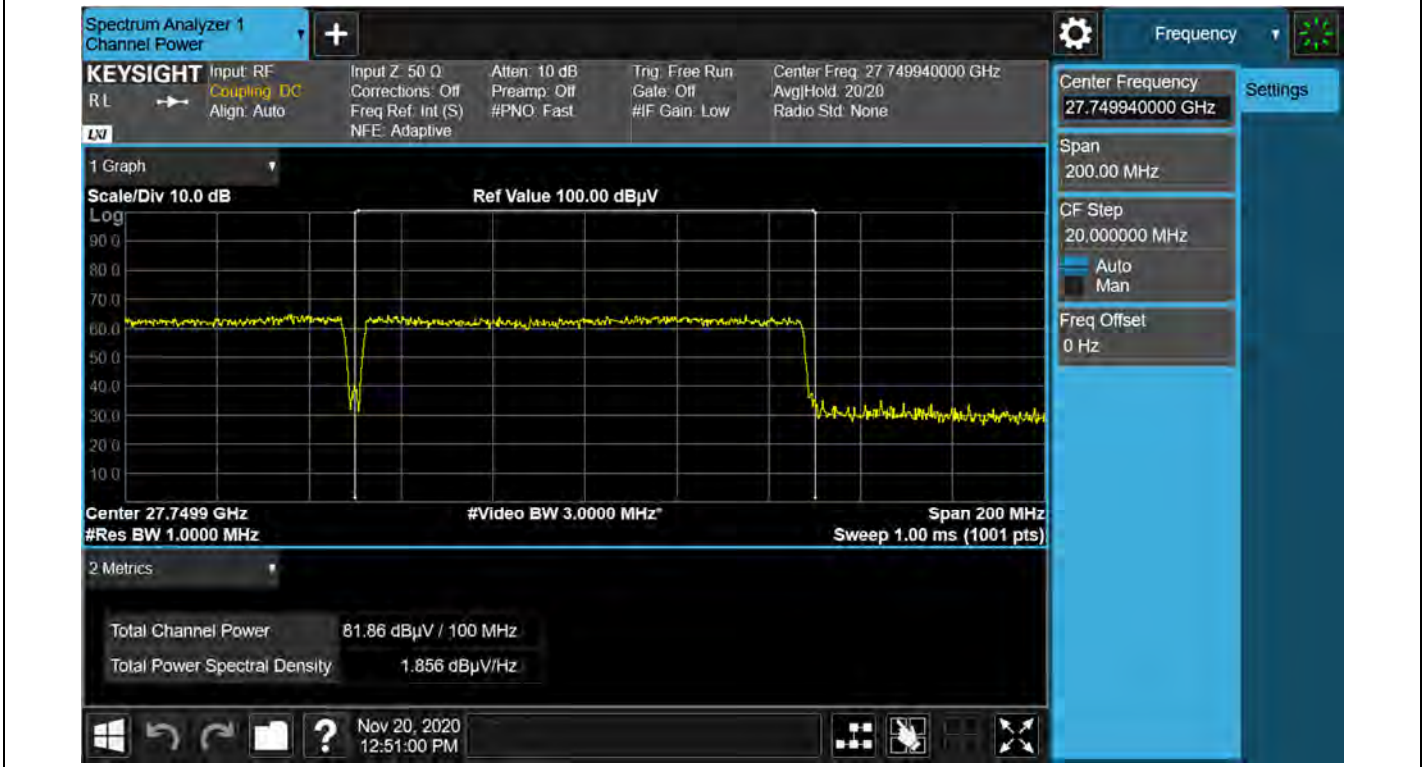 Spectrum Analyzer 1
Channel Power
+
Frequency
KEYSIGHT
Input: RF
Coupling: DC
Align: Auto
RL
LXI
Input Z: 50 Ω
Corrections: Off
Freq Ref: Int (S)
NFE: Adaptive
Atten: 10 dB
Preamp: Off
#PNO: Fast
Trig: Free Run
Gate: Off
#IF Gain: Low
Center Freq: 27.749940000 GHz
Avg|Hold: 20/20
Radio Std: None
Center Frequency
27.749940000 GHz
Settings
Span
200.00 MHz
CF Step
20.000000 MHz
Auto
Man
Freq Offset
0 Hz
1 Graph
Scale/Div 10.0 dB
Ref Value 100.00 dBµV
Log
90.0
80.0
70.0
60.0
50.0
40.0
30.0
20.0
10.0
Center 27.7499 GHz
#Video BW 3.0000 MHz*
Span 200 MHz
#Res BW 1.0000 MHz
Sweep 1.00 ms (1001 pts)
2 Metrics
Total Channel Power 81.86 dBµV / 100 MHz
Total Power Spectral Density 1.856 dBµV/Hz
?
Nov 20, 2020
12:51:00 PM